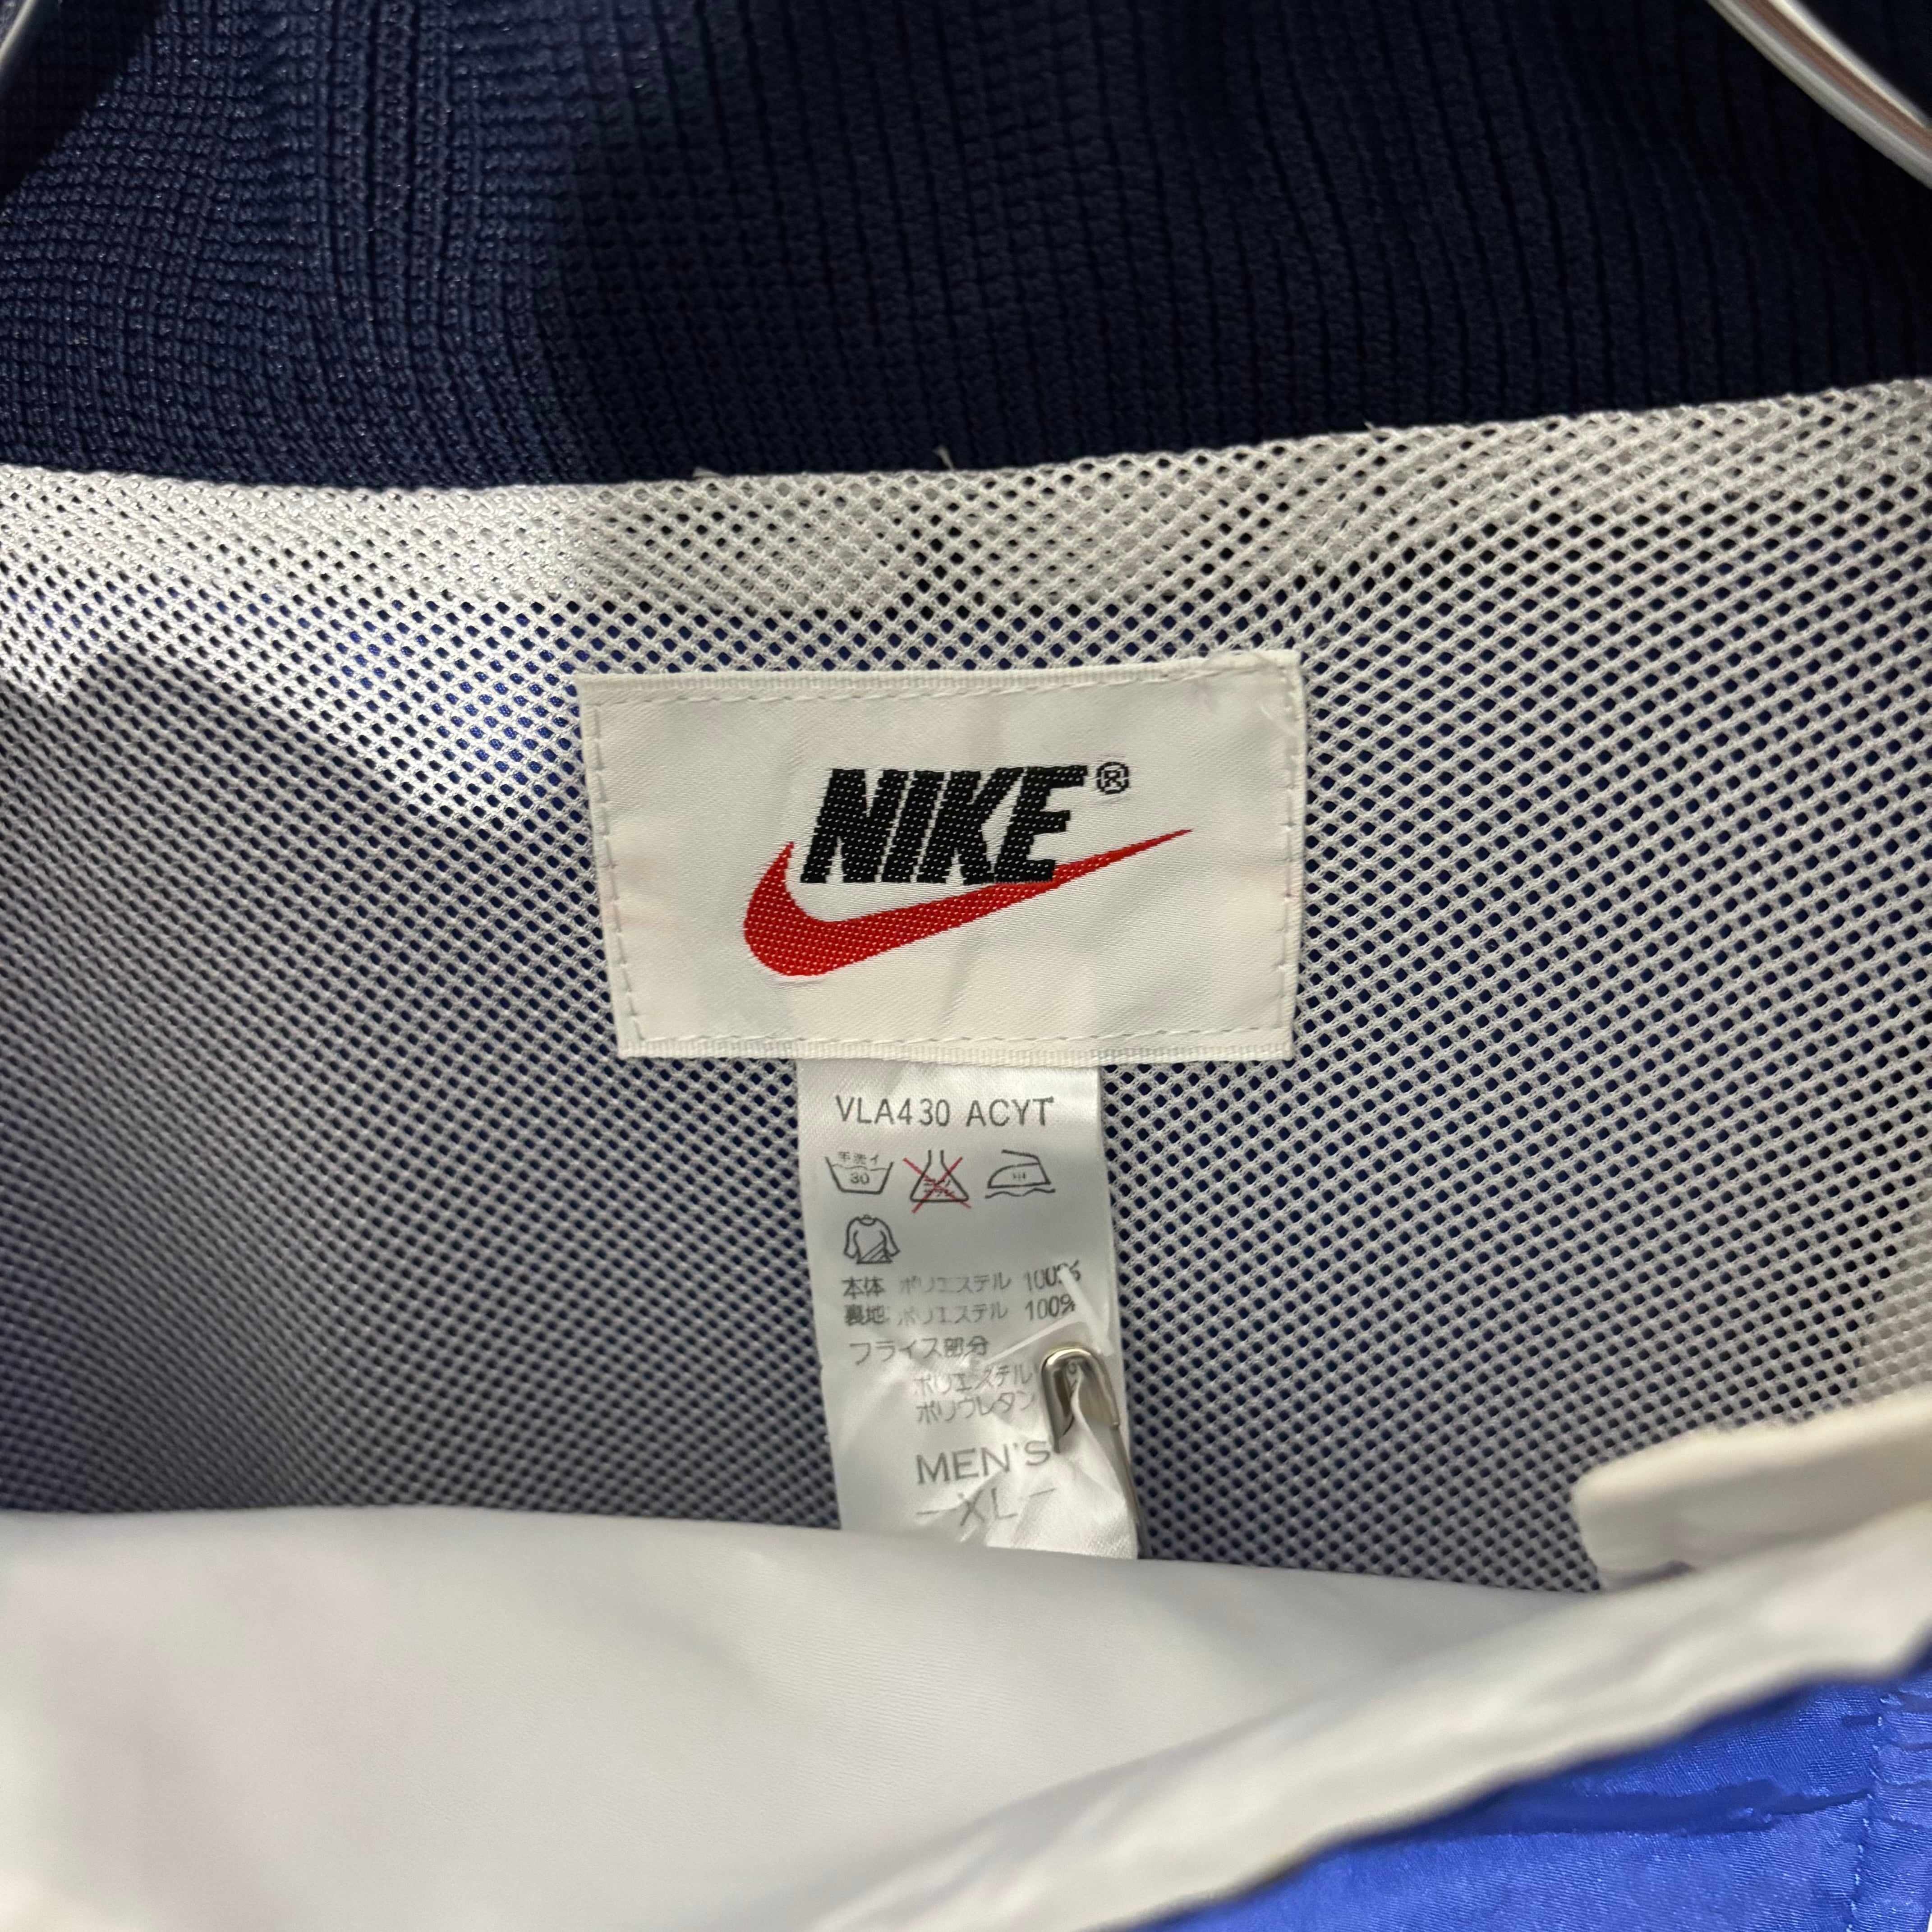 NIKE®
VLA430 ACYT
手洗イ
30
本体 ポリエステル 100%
裏地 ポリエステル 100%
フライス部分
ポリエステル
ポリウレタン
MEN'S
-XL-